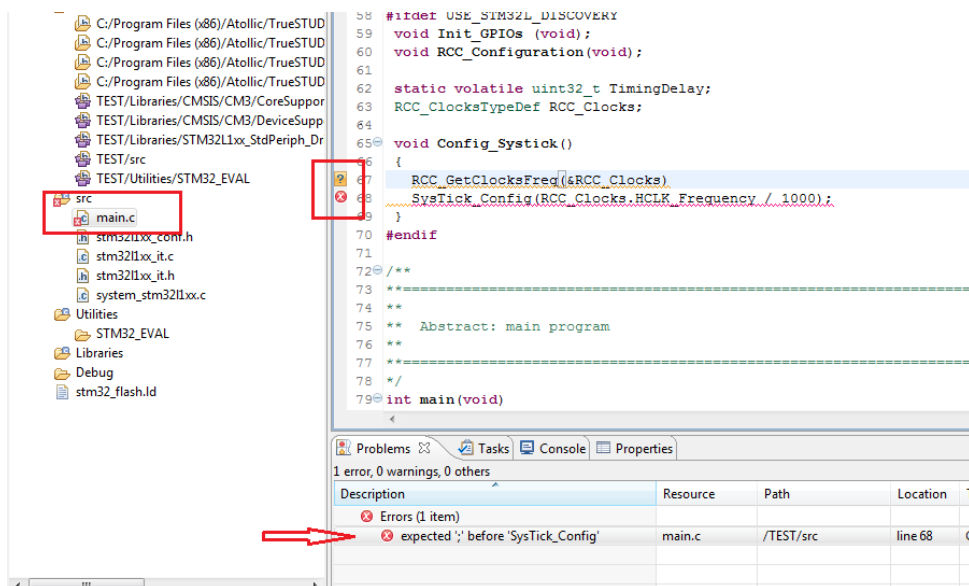 C:/Program Files (x86)/Atollic/TrueSTUD
C:/Program Files (x86)/Atollic/TrueSTUD
C:/Program Files (x86)/Atollic/TrueSTUD
C:/Program Files (x86)/Atollic/TrueSTUD
TEST/Libraries/CMSIS/CM3/CoreSuppor
TEST/Libraries/CMSIS/CM3/DeviceSupp
TEST/Libraries/STM32L1xx_StdPeriph_Dr
TEST/src
TEST/Utilities/STM32_EVAL
src
main.c
stm32l1xx_conf.h
stm32l1xx_it.c
stm32l1xx_it.h
system_stm32l1xx.c
Utilities
STM32_EVAL
Libraries
Debug
stm32_flash.ld
58 #ifdef USE_STM32L_DISCOVERY
59 void Init_GPIOs (void);
60 void RCC_Configuration(void);
61
62 static volatile uint32_t TimingDelay;
63 RCC_ClocksTypeDef RCC_Clocks;
64
65 void Config_Systick()
66 {
67 RCC_GetClocksFreq(&RCC_Clocks)
68 SysTick_Config(RCC_Clocks.HCLK_Frequency / 1000);
69 }
70 #endif
71
72 /**
73 **=====================================================================
74 **
75 ** Abstract: main program
76 **
77 **=====================================================================
78 */
79 int main(void)
Problems Tasks Console Properties
1 error, 0 warnings, 0 others
Description Resource Path Location T
Errors (1 item)
expected ';' before 'SysTick_Config' main.c /TEST/src line 68 C